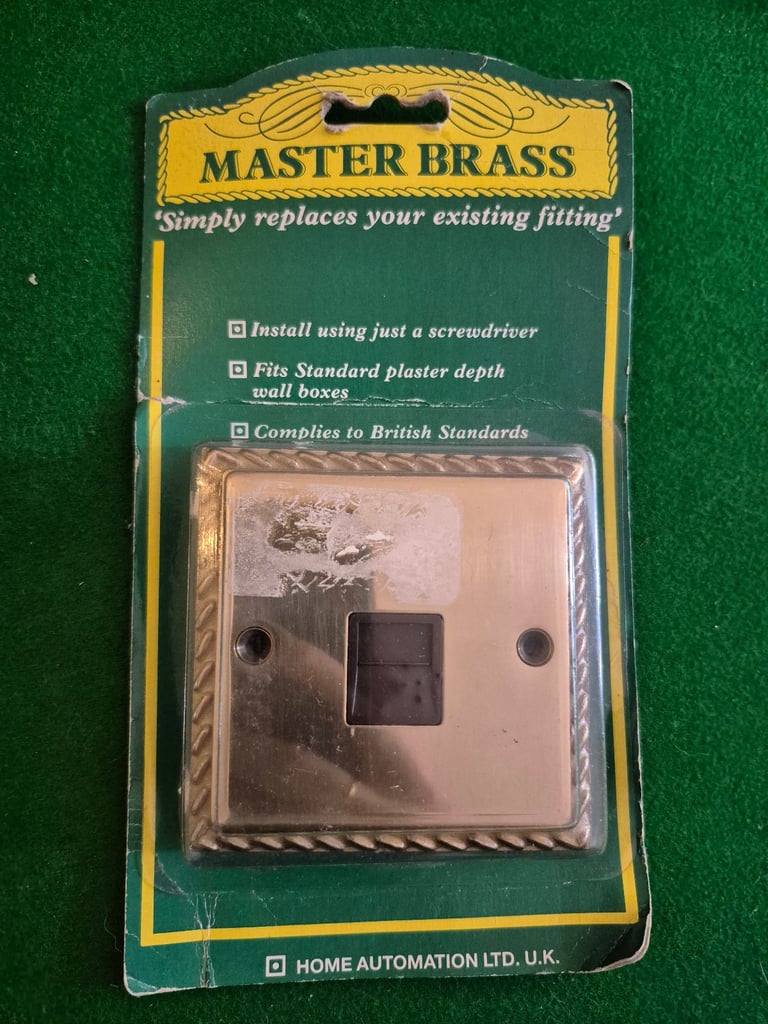 MASTER BRASS
'Simply replaces your existing fitting'
Install using just a screwdriver
Fits Standard plaster depth
wall boxes
Complies to British Standards
HOME AUTOMATION LTD. U.K.